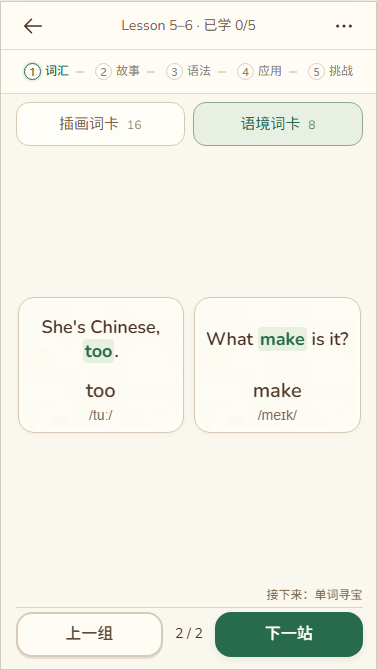 Lesson 5–6 · 已学 0/5
1 词汇 – 2 故事 – 3 语法 – 4 应用 – 5 挑战
插画词卡 16
语境词卡 8
She's Chinese,
too.
too
/tuː/
What make is it?
make
/meɪk/
接下来：单词寻宝
上一组
2 / 2
下一站